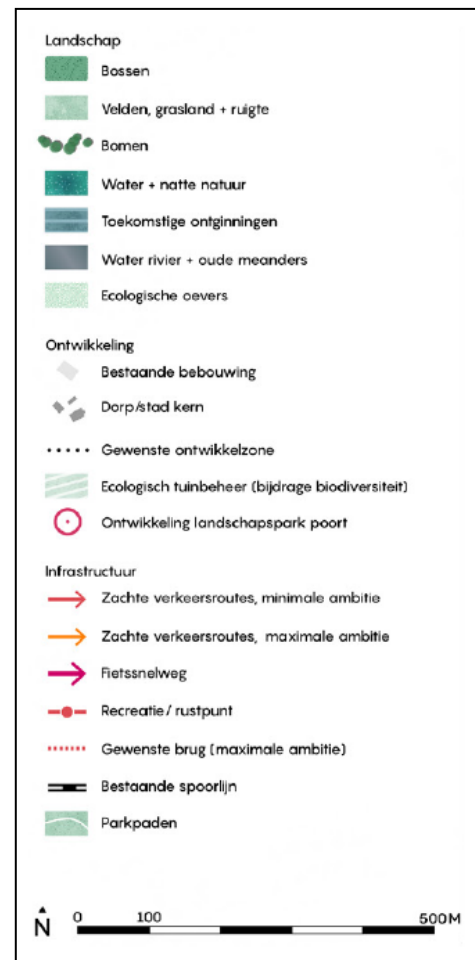 Landschap
Bossen
Velden, grasland + ruigte
Bomen
Water + natte natuur
Toekomstige ontginningen
Water rivier + oude meanders
Ecologische oevers
Ontwikkeling
Bestaande bebouwing
Dorp/stad kern
Gewenste ontwikkelzone
Ecologisch tuinbeheer (bijdrage biodiversiteit)
Ontwikkeling landschapspark poort
Infrastructuur
Zachte verkeersroutes, minimale ambitie
Zachte verkeersroutes, maximale ambitie
Fietssnelweg
Recreatie/ rustpunt
Gewenste brug (maximale ambitie)
Bestaande spoorlijn
Parkpaden
N 0 100 500M